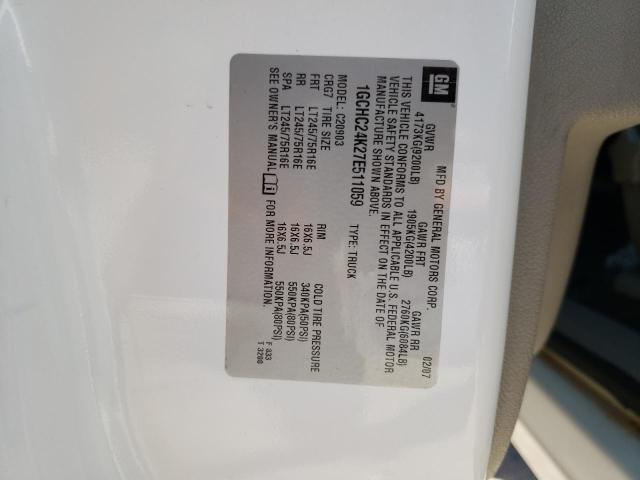 GM
MFD BY GENERAL MOTORS CORP. 02/07
GVWR GAWR FRT GAWR RR
4173KG(9200LB) 1905KG(4200LB) 2760KG(6084LB)
THIS VEHICLE CONFORMS TO ALL APPLICABLE U.S. FEDERAL MOTOR
VEHICLE SAFETY STANDARDS IN EFFECT ON THE DATE OF
MANUFACTURE SHOWN ABOVE.
1GCHC24K27E511059 TYPE: TRUCK
MODEL: C20903
CRG7 TIRE SIZE RIM COLD TIRE PRESSURE
FRT LT245/75R16E 16X6.5J 340KPA(50PSI)
RR LT245/75R16E 16X6.5J 550KPA(80PSI)
SPA LT245/75R16E 16X6.5J 550KPA(80PSI)
SEE OWNER'S MANUAL FOR MORE INFORMATION.
F 033
T 3200